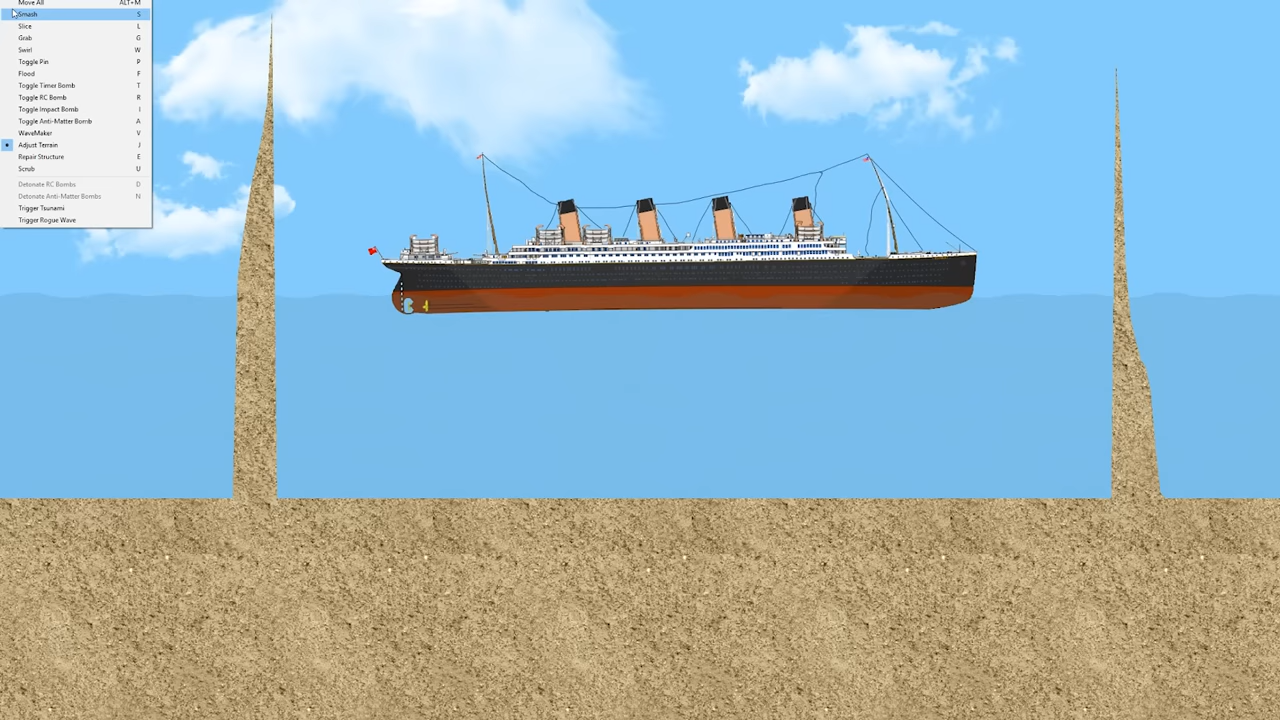 Move All ALT+M
Smash S
Slice L
Grab G
Swirl W
Toggle Pin P
Flood F
Toggle Timer Bomb T
Toggle RC Bomb R
Toggle Impact Bomb I
Toggle Anti-Matter Bomb A
WaveMaker V
Adjust Terrain J
Repair Structure E
Scrub U
Detonate RC Bombs D
Detonate Anti-Matter Bombs N
Trigger Tsunami
Trigger Rogue Wave